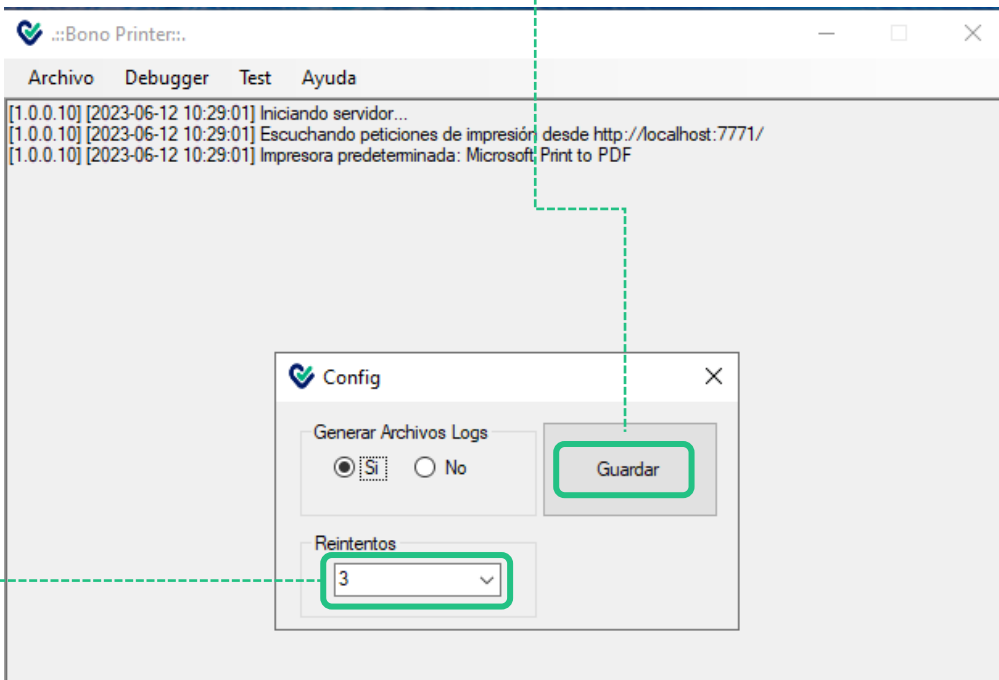 .::Bono Printer::.
Archivo Debugger Test Ayuda
[1.0.0.10] [2023-06-12 10:29:01] Iniciando servidor...
[1.0.0.10] [2023-06-12 10:29:01] Escuchando peticiones de impresión desde http://localhost:7771/
[1.0.0.10] [2023-06-12 10:29:01] Impresora predeterminada: Microsoft Print to PDF
Config
Generar Archivos Logs
Si No
Guardar
Reintentos
3